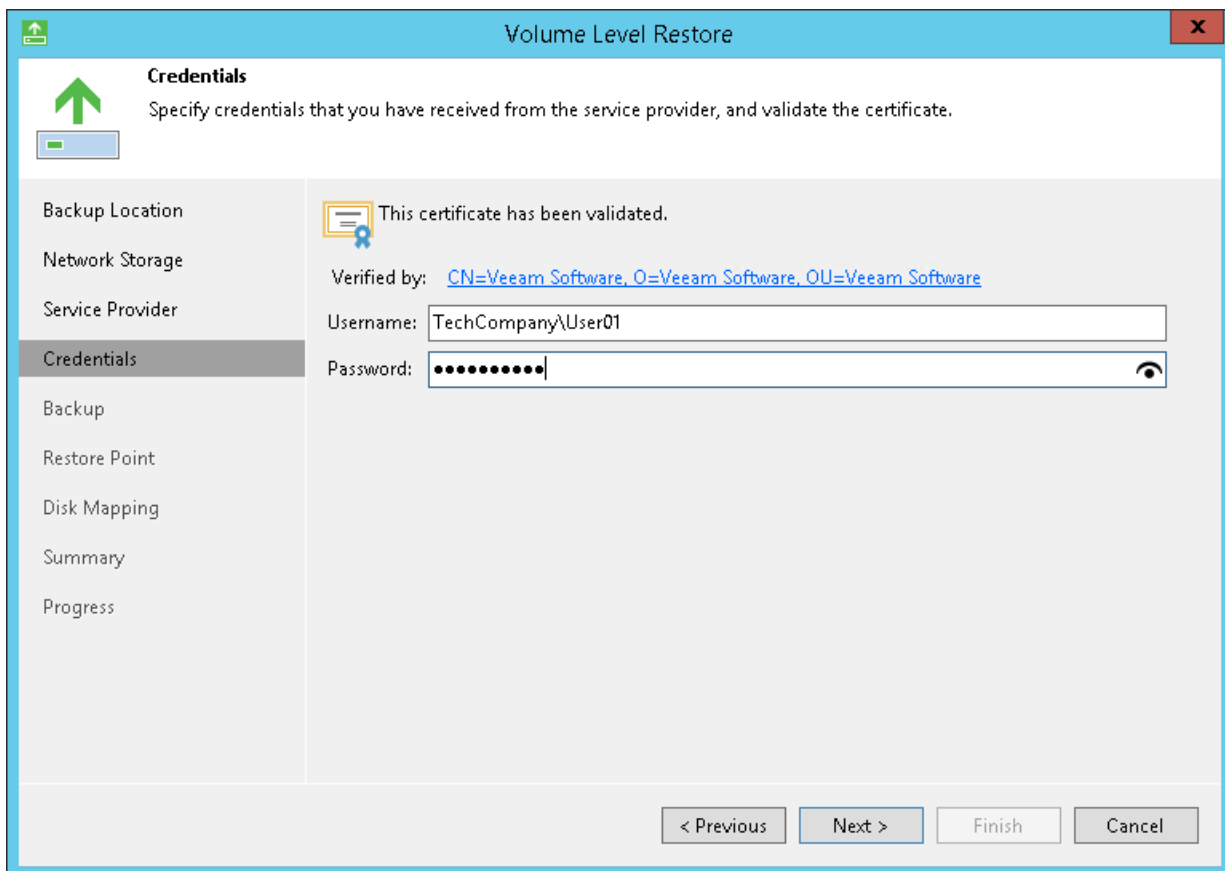 Volume Level Restore
x
Credentials
Specify credentials that you have received from the service provider, and validate the certificate.
Backup Location
Network Storage
Service Provider
Credentials
Backup
Restore Point
Disk Mapping
Summary
Progress
This certificate has been validated.
Verified by: CN=Veeam Software, O=Veeam Software, OU=Veeam Software
Username: TechCompany\User01
Password: ●●●●●●●●●●
< Previous Next > Finish Cancel